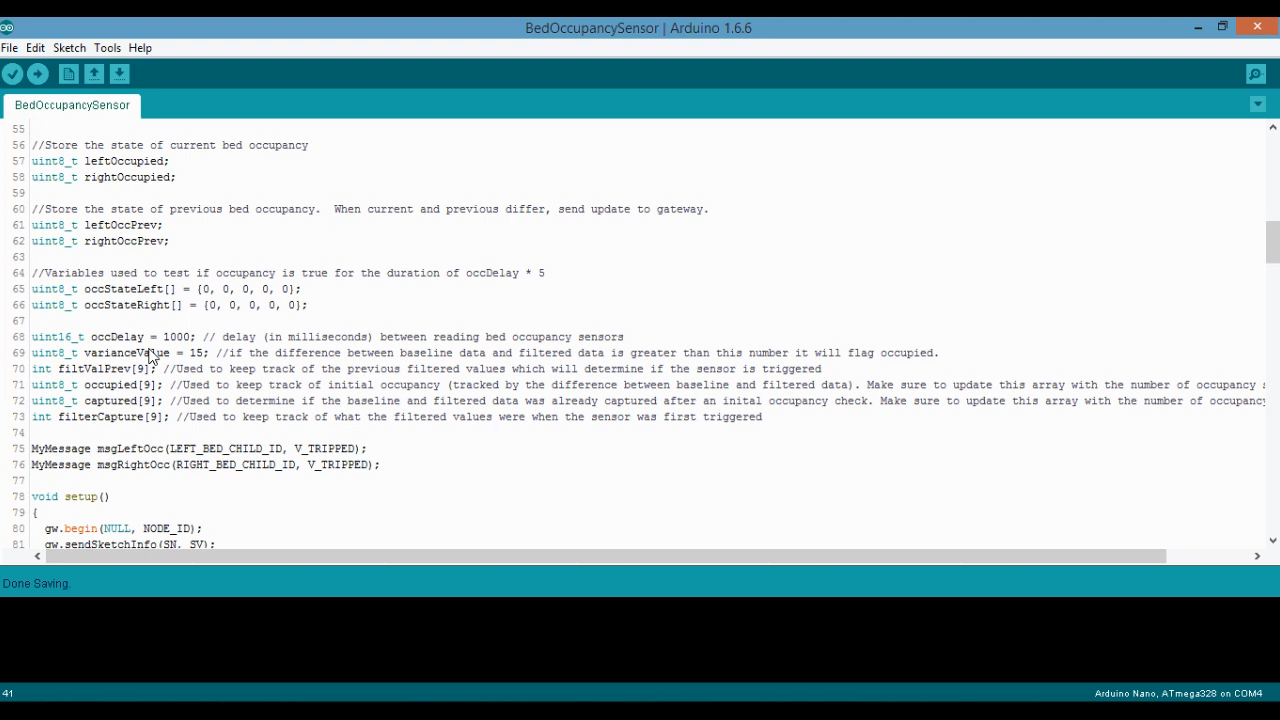 BedOccupancySensor | Arduino 1.6.6
File Edit Sketch Tools Help
BedOccupancySensor
55
56 //Store the state of current bed occupancy
57 uint8_t leftOccupied;
58 uint8_t rightOccupied;
59
60 //Store the state of previous bed occupancy.  When current and previous differ, send update to gateway.
61 uint8_t leftOccPrev;
62 uint8_t rightOccPrev;
63
64 //Variables used to test if occupancy is true for the duration of occDelay * 5
65 uint8_t occStateLeft[] = {0, 0, 0, 0, 0};
66 uint8_t occStateRight[] = {0, 0, 0, 0, 0};
67
68 uint16_t occDelay = 1000; // delay (in milliseconds) between reading bed occupancy sensors
69 uint8_t varianceValue = 15; //if the difference between baseline data and filtered data is greater than this number it will flag occupied.
70 int filtValPrev[9]; //Used to keep track of the previous filtered values which will determine if the sensor is triggered
71 uint8_t occupied[9]; //Used to keep track of initial occupancy (tracked by the difference between baseline and filtered data). Make sure to update this array with the number of occupancy s
72 uint8_t captured[9]; //Used to determine if the baseline and filtered data was already captured after an inital occupancy check. Make sure to update this array with the number of occupancy
73 int filterCapture[9]; //Used to keep track of what the filtered values were when the sensor was first triggered
74
75 MyMessage msgLeftOcc(LEFT_BED_CHILD_ID, V_TRIPPED);
76 MyMessage msgRightOcc(RIGHT_BED_CHILD_ID, V_TRIPPED);
77
78 void setup()
79 {
80   gw.begin(NULL, NODE_ID);
81   gw.sendSketchInfo(SN, SV);
Done Saving.
41 Arduino Nano, ATmega328 on COM4